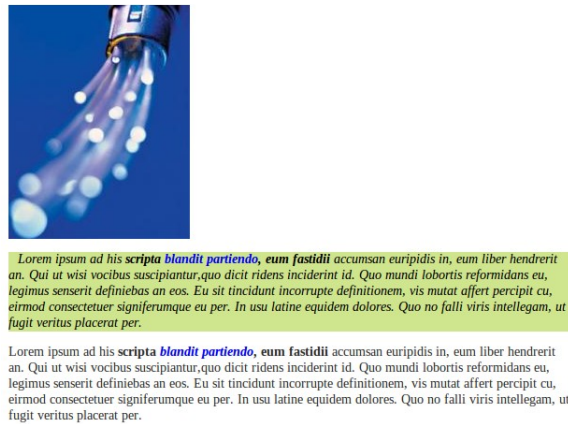 Lorem ipsum ad his scripta blandit partiendo, eum fastidii accumsan euripidis in, eum liber hendrerit
an. Qui ut wisi vocibus suscipiantur,quo dicit ridens inciderint id. Quo mundi lobortis reformidans eu,
legimus senserit definiebas an eos. Eu sit tincidunt incorrupte definitionem, vis mutat affert percipit cu,
eirmod consectetuer signiferumque eu per. In usu latine equidem dolores. Quo no falli viris intellegam, ut
fugit veritus placerat per.
Lorem ipsum ad his scripta blandit partiendo, eum fastidii accumsan euripidis in, eum liber hendrerit
an. Qui ut wisi vocibus suscipiantur,quo dicit ridens inciderint id. Quo mundi lobortis reformidans eu,
legimus senserit definiebas an eos. Eu sit tincidunt incorrupte definitionem, vis mutat affert percipit cu,
eirmod consectetuer signiferumque eu per. In usu latine equidem dolores. Quo no falli viris intellegam, ut
fugit veritus placerat per.